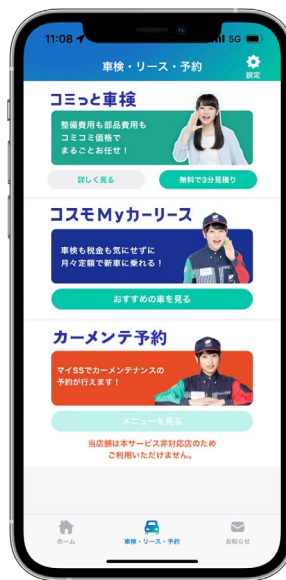 11:08
5G
車検・リース・予約
設定
コミっと車検
整備費用も部品費用も
コミコミ価格で
まるごとお任せ！
詳しく見る
無料で3分見積り
コスモMyカーリース
車検も税金も気にせずに
月々定額で新車に乗れる！
おすすめの車を見る
カーメンテ予約
マイSSでカーメンテナンスの
予約が行えます！
メニューを見る
当店舗は本サービス非対応店のため
ご利用いただけません。
ホーム
車検・リース・予約
お知らせ